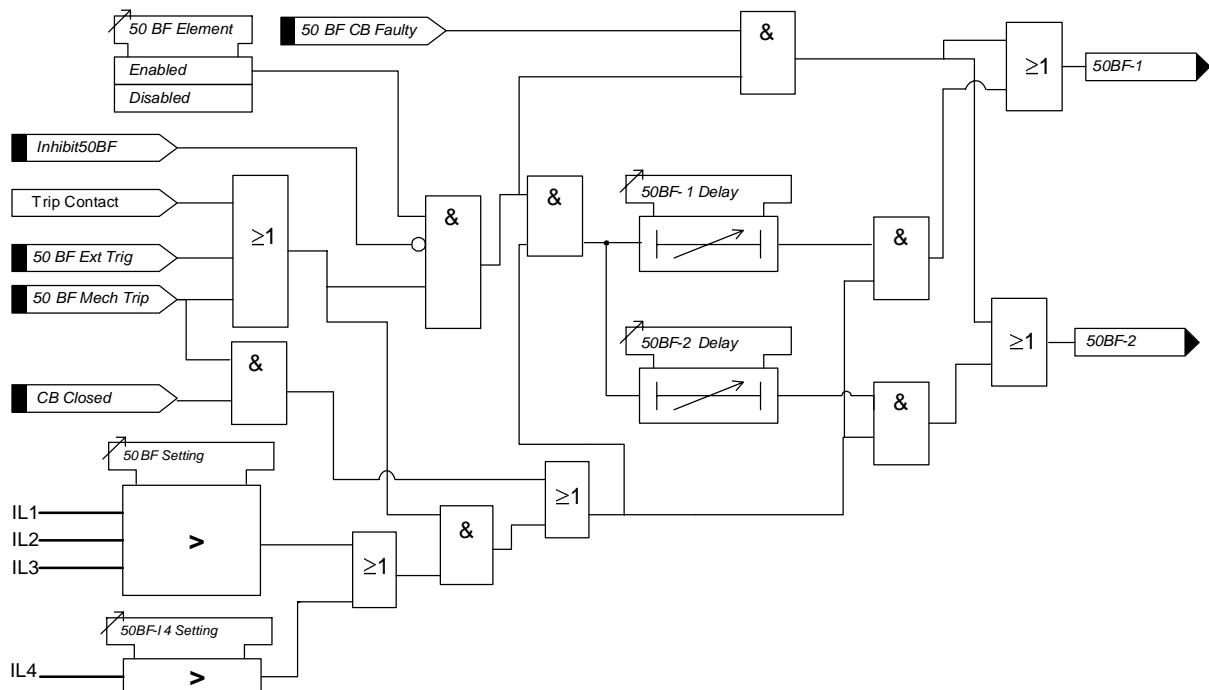 50 BF Element
Enabled
Disabled
50 BF CB Faulty
&
≥1
50BF-1
Inhibit50BF
Trip Contact
50 BF Ext Trig
50 BF Mech Trip
≥1
&
&
50BF- 1 Delay
&
50BF-2 Delay
&
≥1
50BF-2
CB Closed
&
50 BF Setting
IL1
IL2
IL3
>
≥1
&
≥1
50BF-I 4 Setting
IL4
>